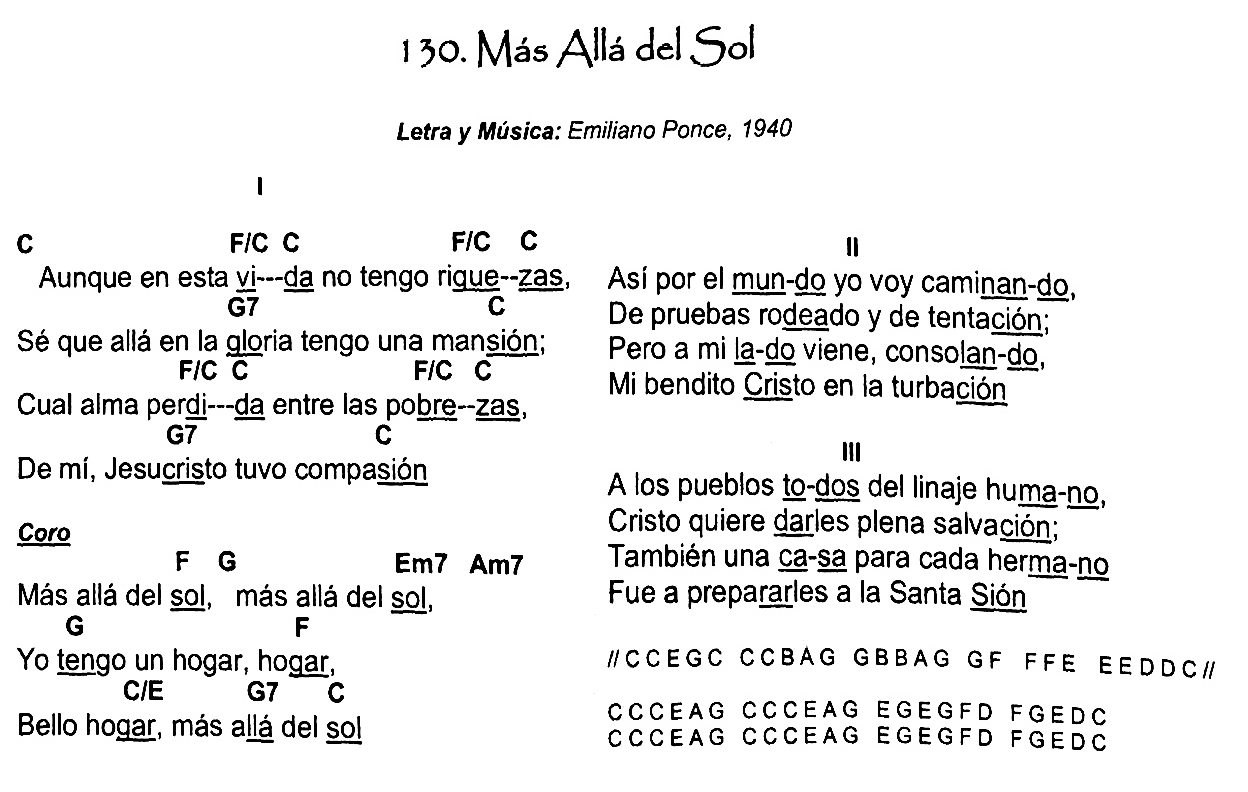 130. Más Allá del Sol
Letra y Música: Emiliano Ponce, 1940
I
C F/C C F/C C
Aunque en esta vi---da no tengo rique--zas,
G7 C
Sé que allá en la gloria tengo una mansión;
F/C C F/C C
Cual alma perdi---da entre las pobre--zas,
G7 C
De mí, Jesucristo tuvo compasión
Coro
F G Em7 Am7
Más allá del sol, más allá del sol,
G F
Yo tengo un hogar, hogar,
C/E G7 C
Bello hogar, más allá del sol
II
Así por el mun-do yo voy caminan-do,
De pruebas rodeado y de tentación;
Pero a mi la-do viene, consolan-do,
Mi bendito Cristo en la turbación
III
A los pueblos to-dos del linaje huma-no,
Cristo quiere darles plena salvación;
También una ca-sa para cada herma-no
Fue a prepararles a la Santa Sión
//CCEGC CCBAG GBBAG GF FFE EEDDC//
CCCEAG CCCEAG EGEGFD FGEDC
CCCEAG CCCEAG EGEGFD FGEDC